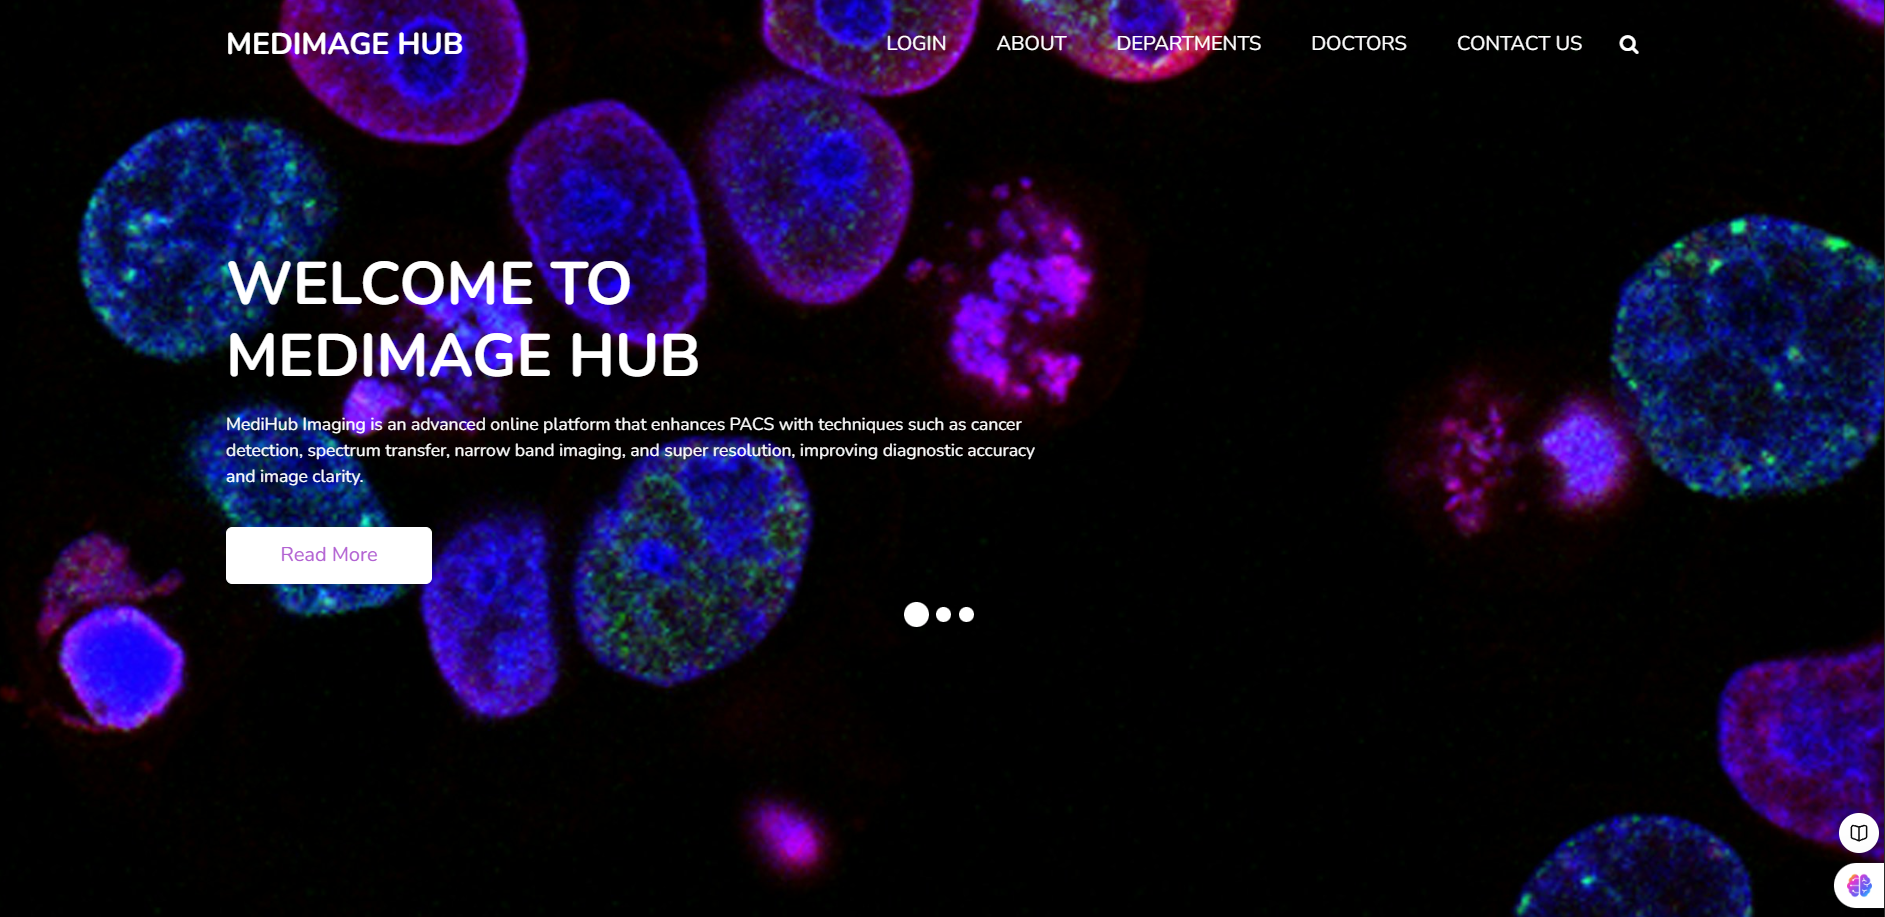 MEDIMAGE HUB
LOGIN ABOUT DEPARTMENTS DOCTORS CONTACT US
WELCOME TO
MEDIMAGE HUB
MediHub Imaging is an advanced online platform that enhances PACS with techniques such as cancer
detection, spectrum transfer, narrow band imaging, and super resolution, improving diagnostic accuracy
and image clarity.
Read More